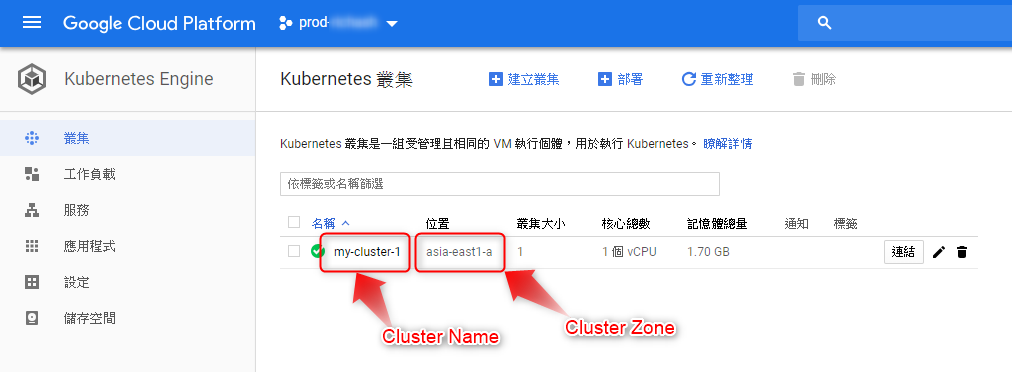 Google Cloud Platform prod-
Kubernetes Engine
Kubernetes 叢集 建立叢集 部署 重新整理 刪除
叢集
工作負載
服務
應用程式
設定
儲存空間
Kubernetes 叢集是一組受管理且相同的 VM 執行個體，用於執行 Kubernetes。 瞭解詳情
依標籤或名稱篩選
名稱 位置 叢集大小 核心總數 記憶體總量 通知 標籤
my-cluster-1 asia-east1-a 1 1 個 vCPU 1.70 GB 連結
Cluster Name
Cluster Zone